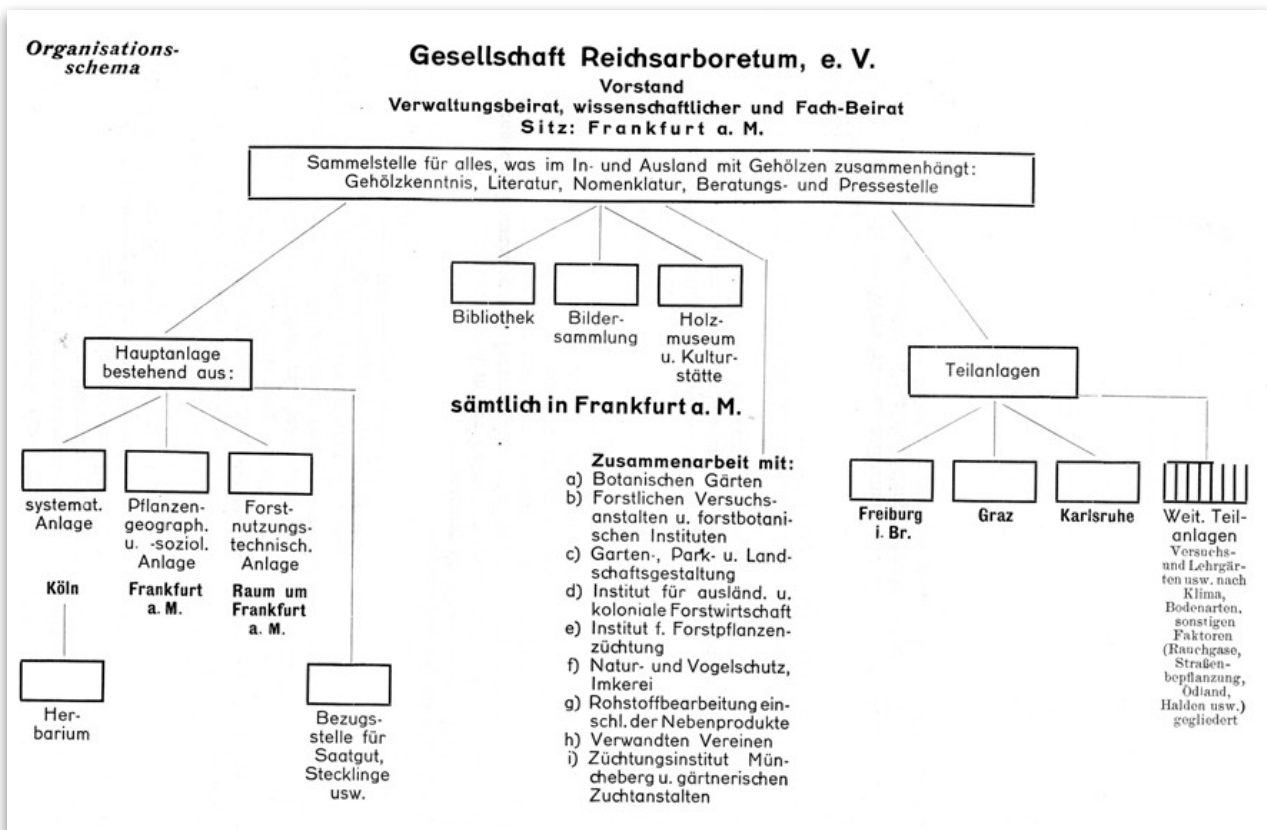 Organisations-
schema
Gesellschaft Reichsarboretum, e. V.
Vorstand
Verwaltungsbeirat, wissenschaftlicher und Fach-Beirat
Sitz: Frankfurt a. M.
Sammelstelle für alles, was im In- und Ausland mit Gehölzen zusammenhängt:
Gehölzkenntnis, Literatur, Nomenklatur, Beratungs- und Pressestelle
Bibliothek
Bilder-
sammlung
Holz-
museum
u. Kultur-
stätte
sämtlich in Frankfurt a. M.
Hauptanlage
bestehend aus:
systemat.
Anlage
Köln
Her-
barium
Pflanzen-
geograph.
u. -soziol.
Anlage
Frankfurt
a. M.
Forst-
nutzungs-
technisch.
Anlage
Raum um
Frankfurt
a. M.
Bezugs-
stelle für
Saatgut,
Stecklinge
usw.
Zusammenarbeit mit:
a) Botanischen Gärten
b) Forstlichen Versuchs-
anstalten u. forstbotani-
schen Instituten
c) Garten-, Park- u. Land-
schaftsgestaltung
d) Institut für ausländ. u.
koloniale Forstwirtschaft
e) Institut f. Forstpflanzen-
züchtung
f) Natur- und Vogelschutz,
Imkerei
g) Rohstoffbearbeitung ein-
schl. der Nebenprodukte
h) Verwandten Vereinen
i) Züchtungsinstitut Mün-
cheberg u. gärtnerischen
Zuchtanstalten
Teilanlagen
Freiburg
i. Br.
Graz
Karlsruhe
Weit. Teil-
anlagen
Versuchs-
und Lehrgär-
ten usw. nach
Klima,
Bodenarten,
sonstigen
Faktoren
(Rauchgase,
Straßen-
bepflanzung,
Ödland,
Halden usw.)
gegliedert